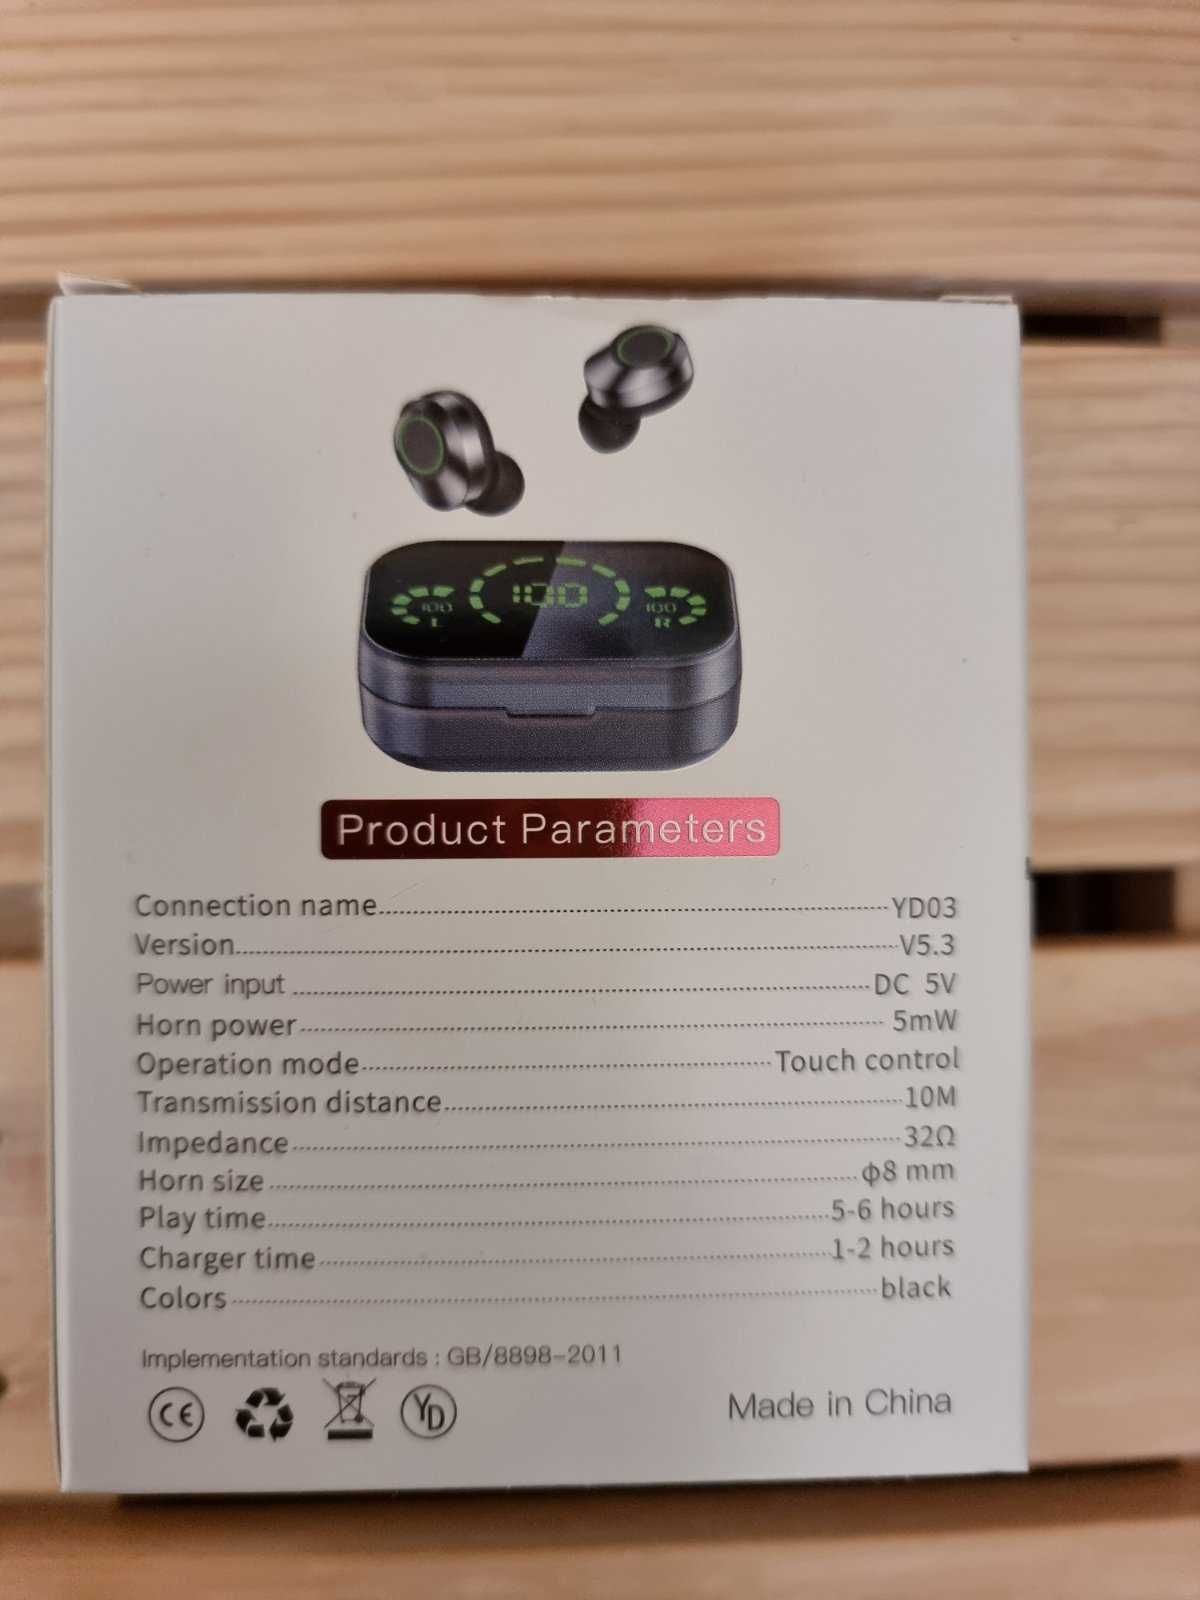 100 100 100
L R
Product Parameters
Connection name YD03
Version V5.3
Power input DC 5V
Horn power 5mW
Operation mode Touch control
Transmission distance 10M
Impedance 32Ω
Horn size ф8 mm
Play time 5-6 hours
Charger time 1-2 hours
Colors black
Implementation standards : GB/8898-2011
CE YD Made in China